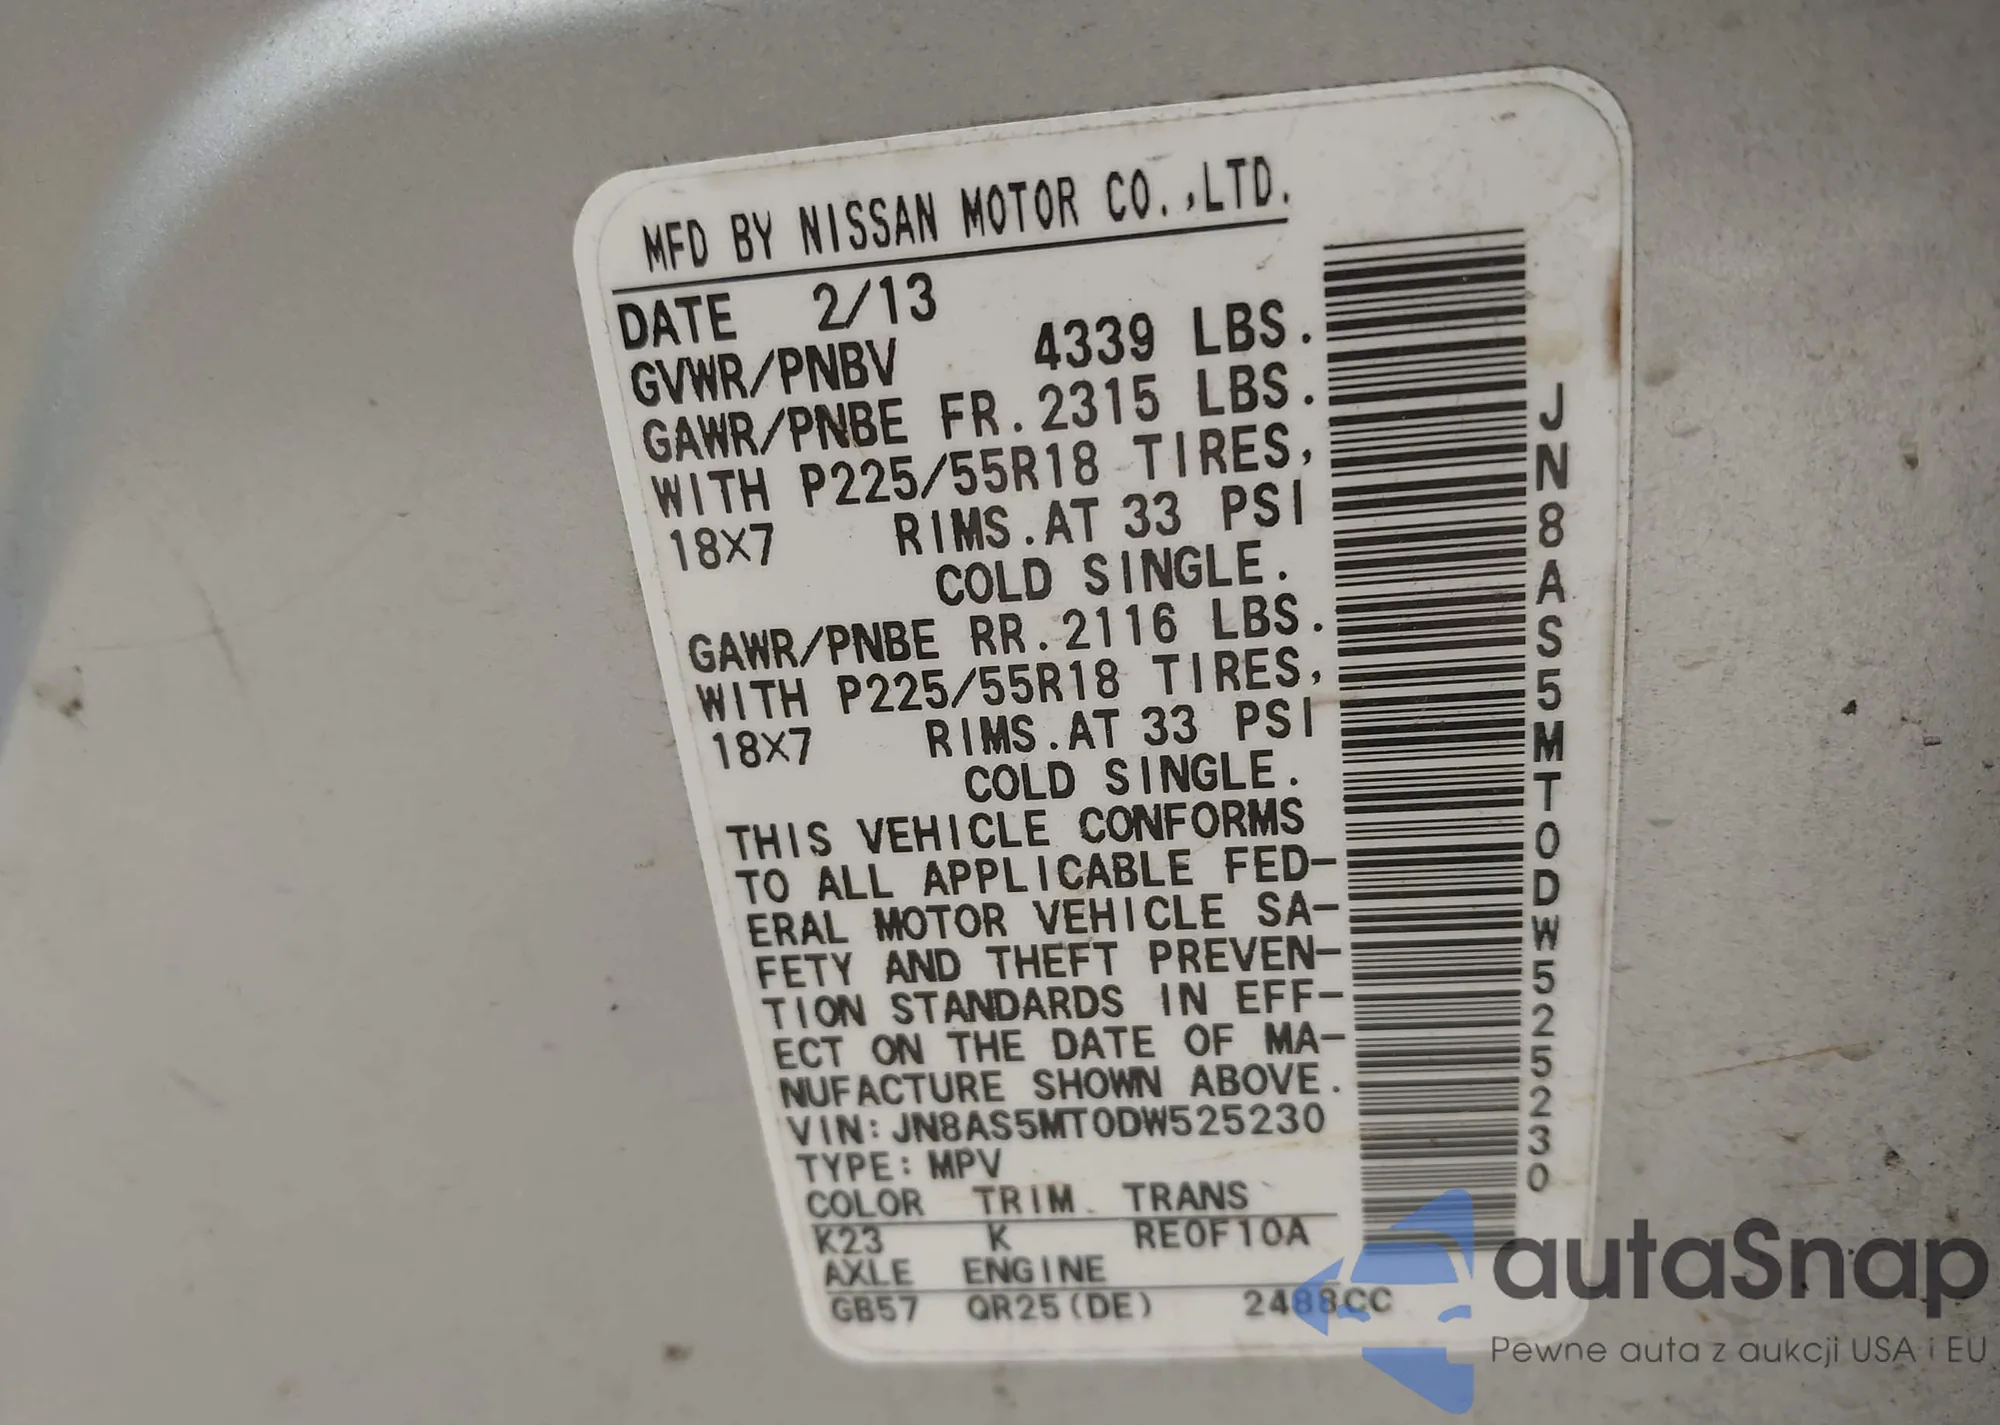 MFD BY NISSAN MOTOR CO.,LTD.
DATE 2/13
GVWR/PNBV 4339 LBS.
GAWR/PNBE FR.2315 LBS.
WITH P225/55R18 TIRES,
18X7 RIMS.AT 33 PSI
COLD SINGLE.
GAWR/PNBE RR.2116 LBS.
WITH P225/55R18 TIRES,
18X7 RIMS.AT 33 PSI
COLD SINGLE.
THIS VEHICLE CONFORMS
TO ALL APPLICABLE FED-
ERAL MOTOR VEHICLE SA-
FETY AND THEFT PREVEN-
TION STANDARDS IN EFF-
ECT ON THE DATE OF MA-
NUFACTURE SHOWN ABOVE.
VIN:JN8AS5MT0DW525230
TYPE:MPV
COLOR TRIM TRANS
K23 K RE0F10A
AXLE ENGINE
GB57 QR25(DE) 2488CC
JN8AS5MT0DW525230
autaSnap
Pewne auta z aukcji USA i EU